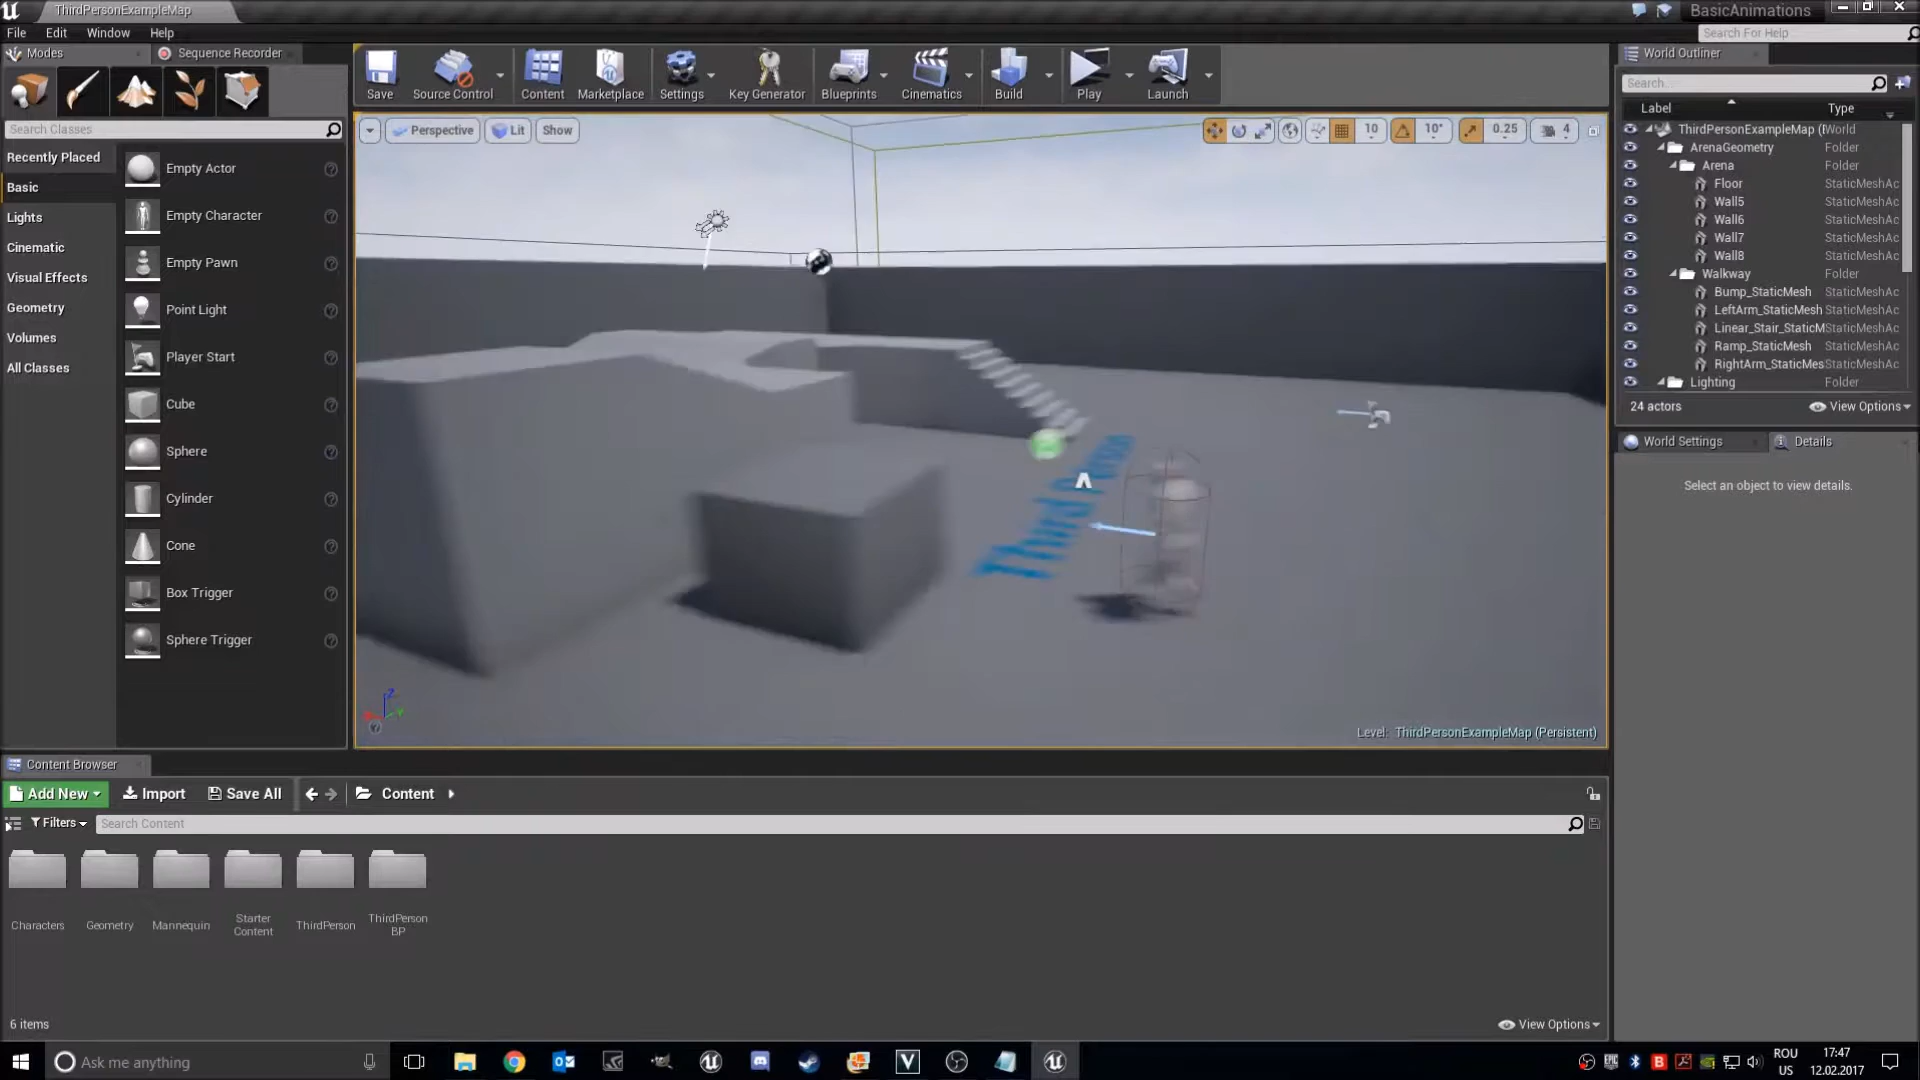 ThirdPersonExampleMap
BasicAnimations
File Edit Window Help
Search For Help
Modes
Sequence Recorder
World Outliner
Save
Source Control
Content
Marketplace
Settings
Key Generator
Blueprints
Cinematics
Build
Play
Launch
Search Classes
Recently Placed
Basic
Lights
Cinematic
Visual Effects
Geometry
Volumes
All Classes
Empty Actor
Empty Character
Empty Pawn
Point Light
Player Start
Cube
Sphere
Cylinder
Cone
Box Trigger
Sphere Trigger
Perspective
Lit
Show
10
10°
0.25
4
Level: ThirdPersonExampleMap (Persistent)
Search...
Label Type
ThirdPersonExampleMap (I World
ArenaGeometry Folder
Arena Folder
Floor StaticMeshAc
Wall5 StaticMeshAc
Wall6 StaticMeshAc
Wall7 StaticMeshAc
Wall8 StaticMeshAc
Walkway Folder
Bump_StaticMesh StaticMeshAc
LeftArm_StaticMesh StaticMeshAc
Linear_Stair_StaticM StaticMeshAc
Ramp_StaticMesh StaticMeshAc
RightArm_StaticMes StaticMeshAc
Lighting Folder
24 actors
View Options
World Settings
Details
Select an object to view details.
Content Browser
Add New
Import
Save All
Content
Filters
Search Content
Characters
Geometry
Mannequin
Starter
Content
ThirdPerson
ThirdPerson
BP
6 items
View Options
Ask me anything
ROU
US
17:47
12.02.2017